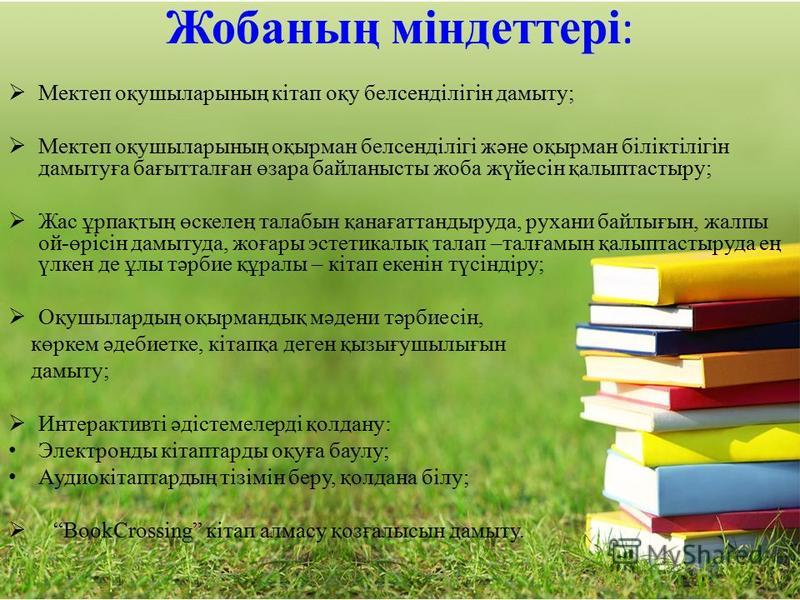 Жобаның міндеттері:
➢ Мектеп оқушыларының кітап оқу белсенділігін дамыту;
➢ Мектеп оқушыларының оқырман белсенділігі және оқырман біліктілігін
дамытуға бағытталған өзара байланысты жоба жүйесін қалыптастыру;
➢ Жас ұрпақтың өскелең талабын қанағаттандыруда, рухани байлығын, жалпы
ой-өрісін дамытуда, жоғары эстетикалық талап –талғамын қалыптастыруда ең
үлкен де ұлы тәрбие құралы – кітап екенін түсіндіру;
➢ Оқушылардың оқырмандық мәдени тәрбиесін,
көркем әдебиетке, кітапқа деген қызығушылығын
дамыту;
➢ Интерактивті әдістемелерді қолдану:
• Электронды кітаптарды оқуға баулу;
• Аудиокітаптардың тізімін беру, қолдана білу;
➢ “BookCrossing” кітап алмасу қозғалысын дамыту.
MyShared